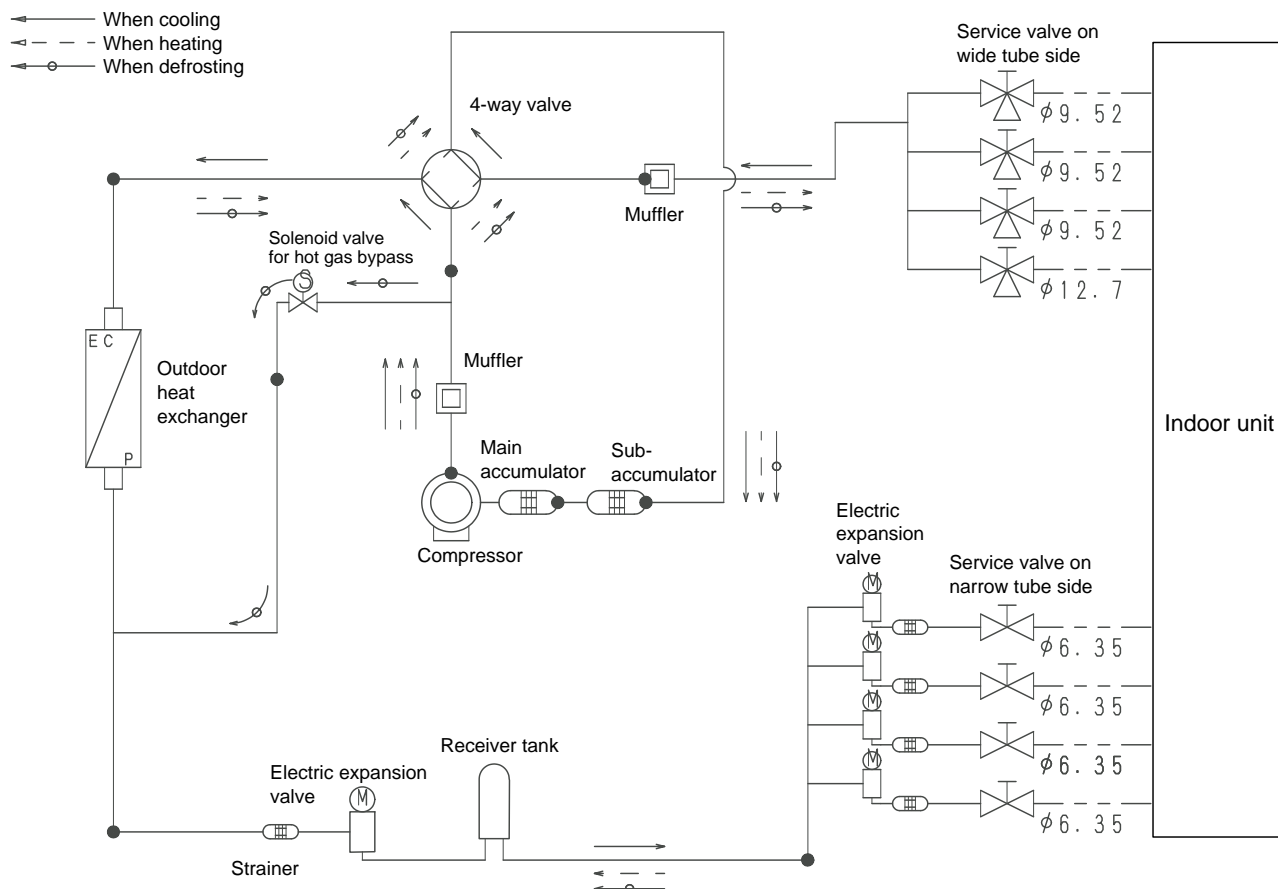 When cooling
When heating
When defrosting
4-way valve
Service valve on
wide tube side
φ9.52
φ9.52
φ9.52
φ12.7
Muffler
Solenoid valve
for hot gas bypass
S
E C
P
Outdoor
heat
exchanger
Muffler
Main
accumulator
Sub-
accumulator
Compressor
Indoor unit
Electric
expansion
valve
Service valve on
narrow tube side
M
φ6.35
M
φ6.35
M
φ6.35
M
φ6.35
Receiver tank
Electric expansion
valve
M
Strainer